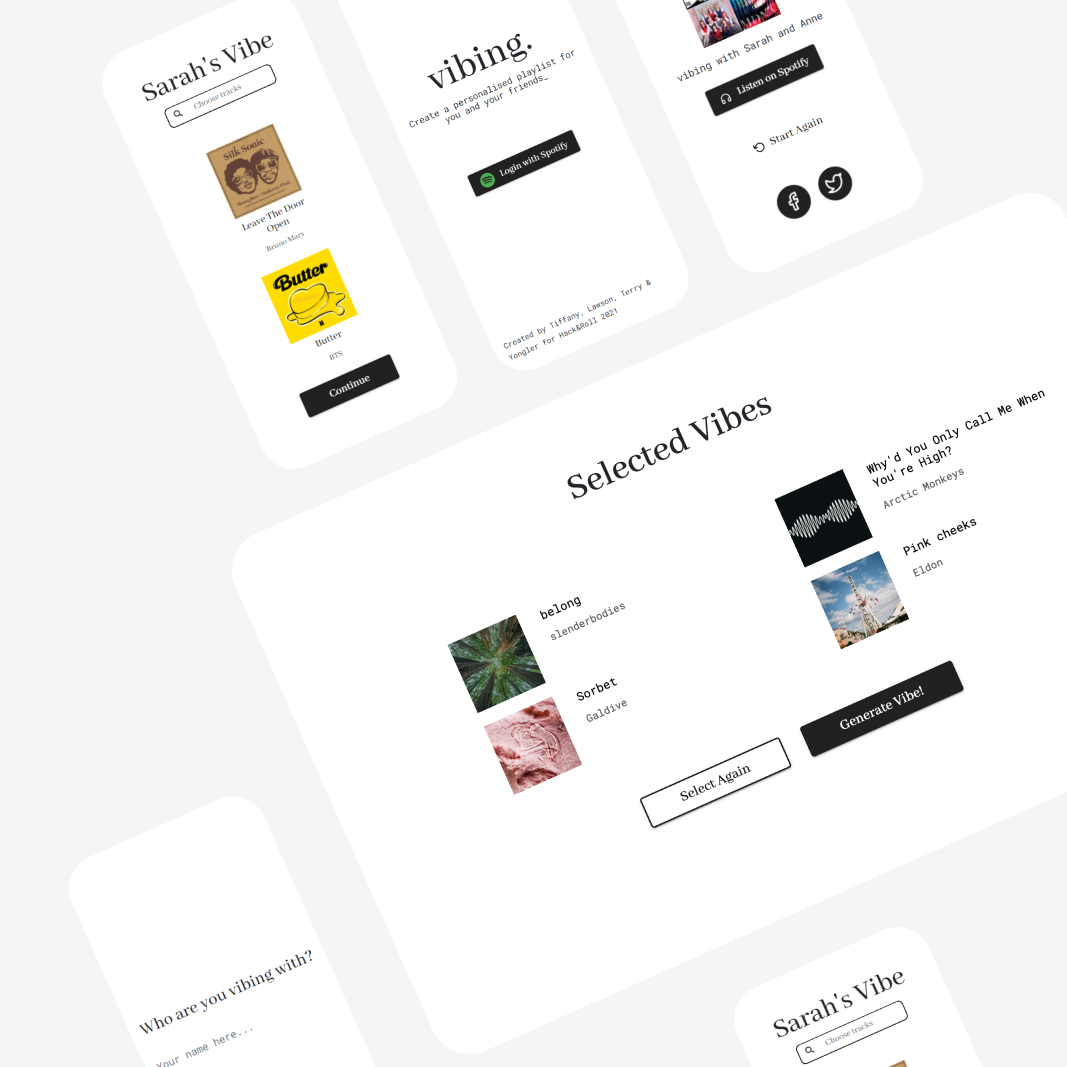 Sarah's Vibe
Choose tracks
Silk Sonic
Leave The Door
Open
Bruno Mars
Butter
Butter
BTS
Continue
vibing.
Create a personalised playlist for
you and your friends_
Login with Spotify
Created by Tiffany, Lawson, Terry &
Yongler for Hack&Roll 2021
vibing with Sarah and Anne
Listen on Spotify
Start Again
Selected Vibes
belong
slenderbodies
Sorbet
Galdive
Why'd You Only Call Me When
You're High?
Arctic Monkeys
Pink cheeks
Eldon
Select Again
Generate Vibe!
Who are you vibing with?
Your name here...
Sarah's Vibe
Choose tracks